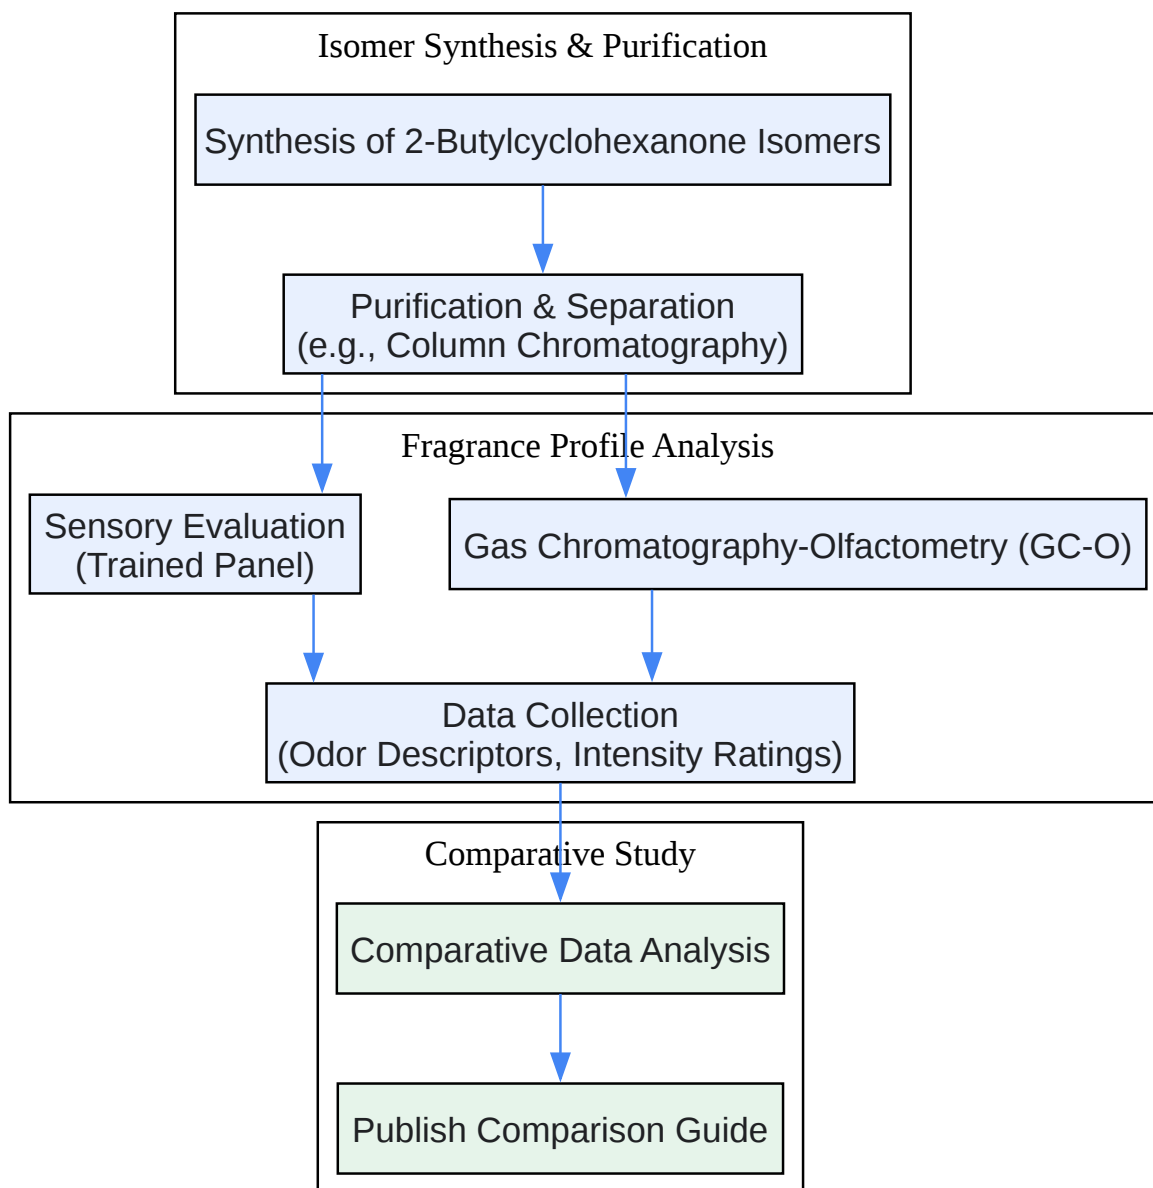 Isomer Synthesis & Purification
Synthesis of 2-Butylcyclohexanone Isomers
Purification & Separation
(e.g., Column Chromatography)
Fragrance Profile Analysis
Sensory Evaluation
(Trained Panel)
Gas Chromatography-Olfactometry (GC-O)
Data Collection
(Odor Descriptors, Intensity Ratings)
Comparative Study
Comparative Data Analysis
Publish Comparison Guide